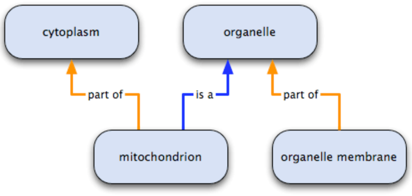 cytoplasm
organelle
part of
is a
part of
mitochondrion
organelle membrane